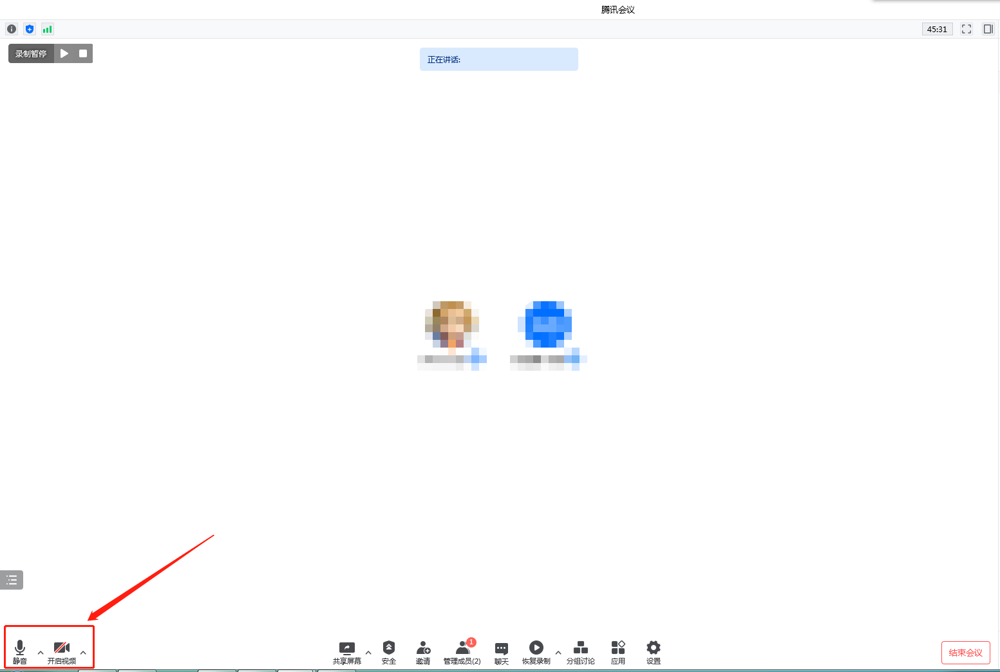 腾讯会议
45:31
录制暂停
正在讲话:
静音
开启视频
共享屏幕
安全
邀请
1
管理成员(2)
聊天
恢复录制
分组讨论
应用
设置
结束会议